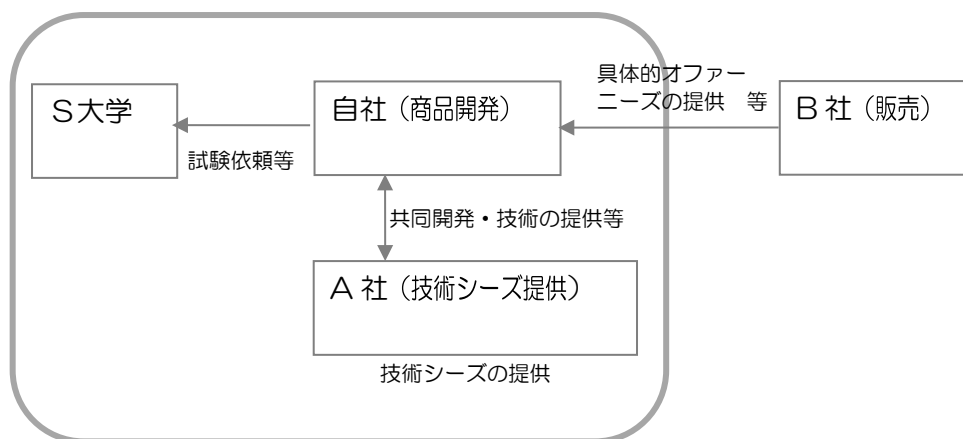 S大学
試験依頼等
自社（商品開発）
具体的オファー
ニーズの提供　等
B社（販売）
共同開発・技術の提供等
A社（技術シーズ提供）
技術シーズの提供